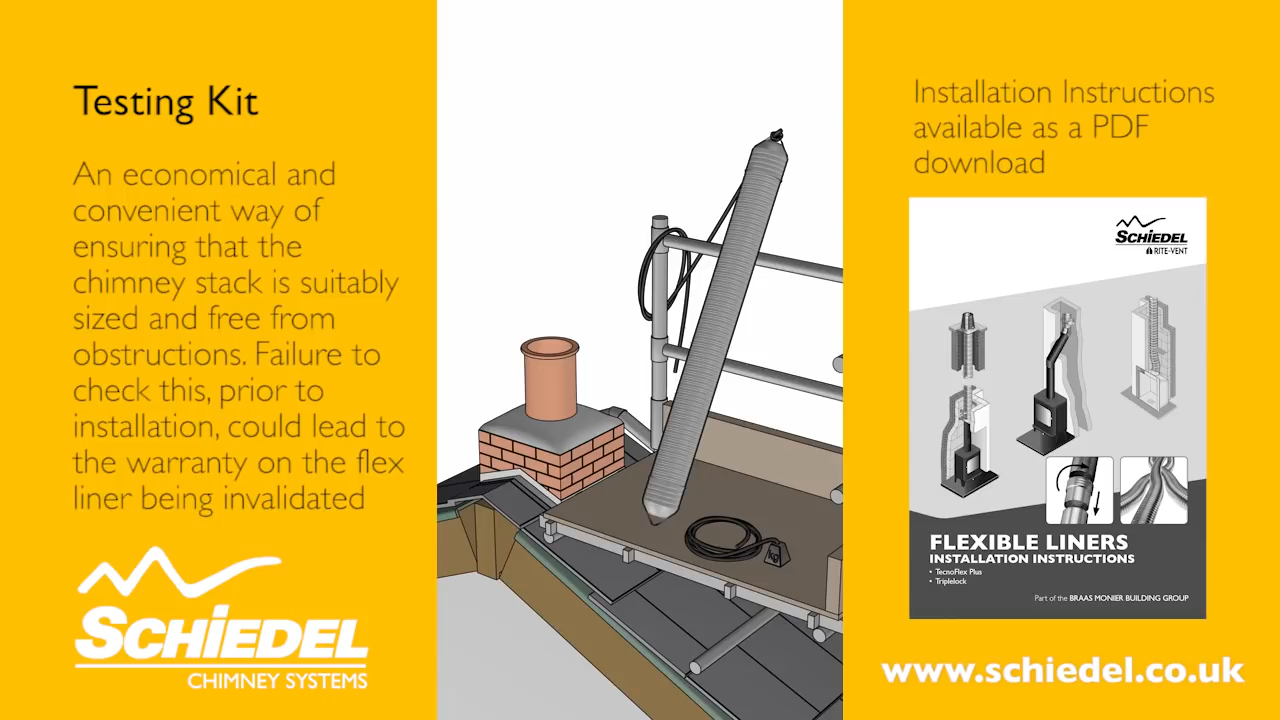 Testing Kit
An economical and
convenient way of
ensuring that the
chimney stack is suitably
sized and free from
obstructions. Failure to
check this, prior to
installation, could lead to
the warranty on the flex
liner being invalidated
SCHiEDEL
CHIMNEY SYSTEMS
kg
Installation Instructions
available as a PDF
download
SCHiEDEL
RITE-VENT
FLEXIBLE LINERS
INSTALLATION INSTRUCTIONS
• TecnoFlex Plus
• Triplelock
Part of the BRAAS MONIER BUILDING GROUP
www.schiedel.co.uk